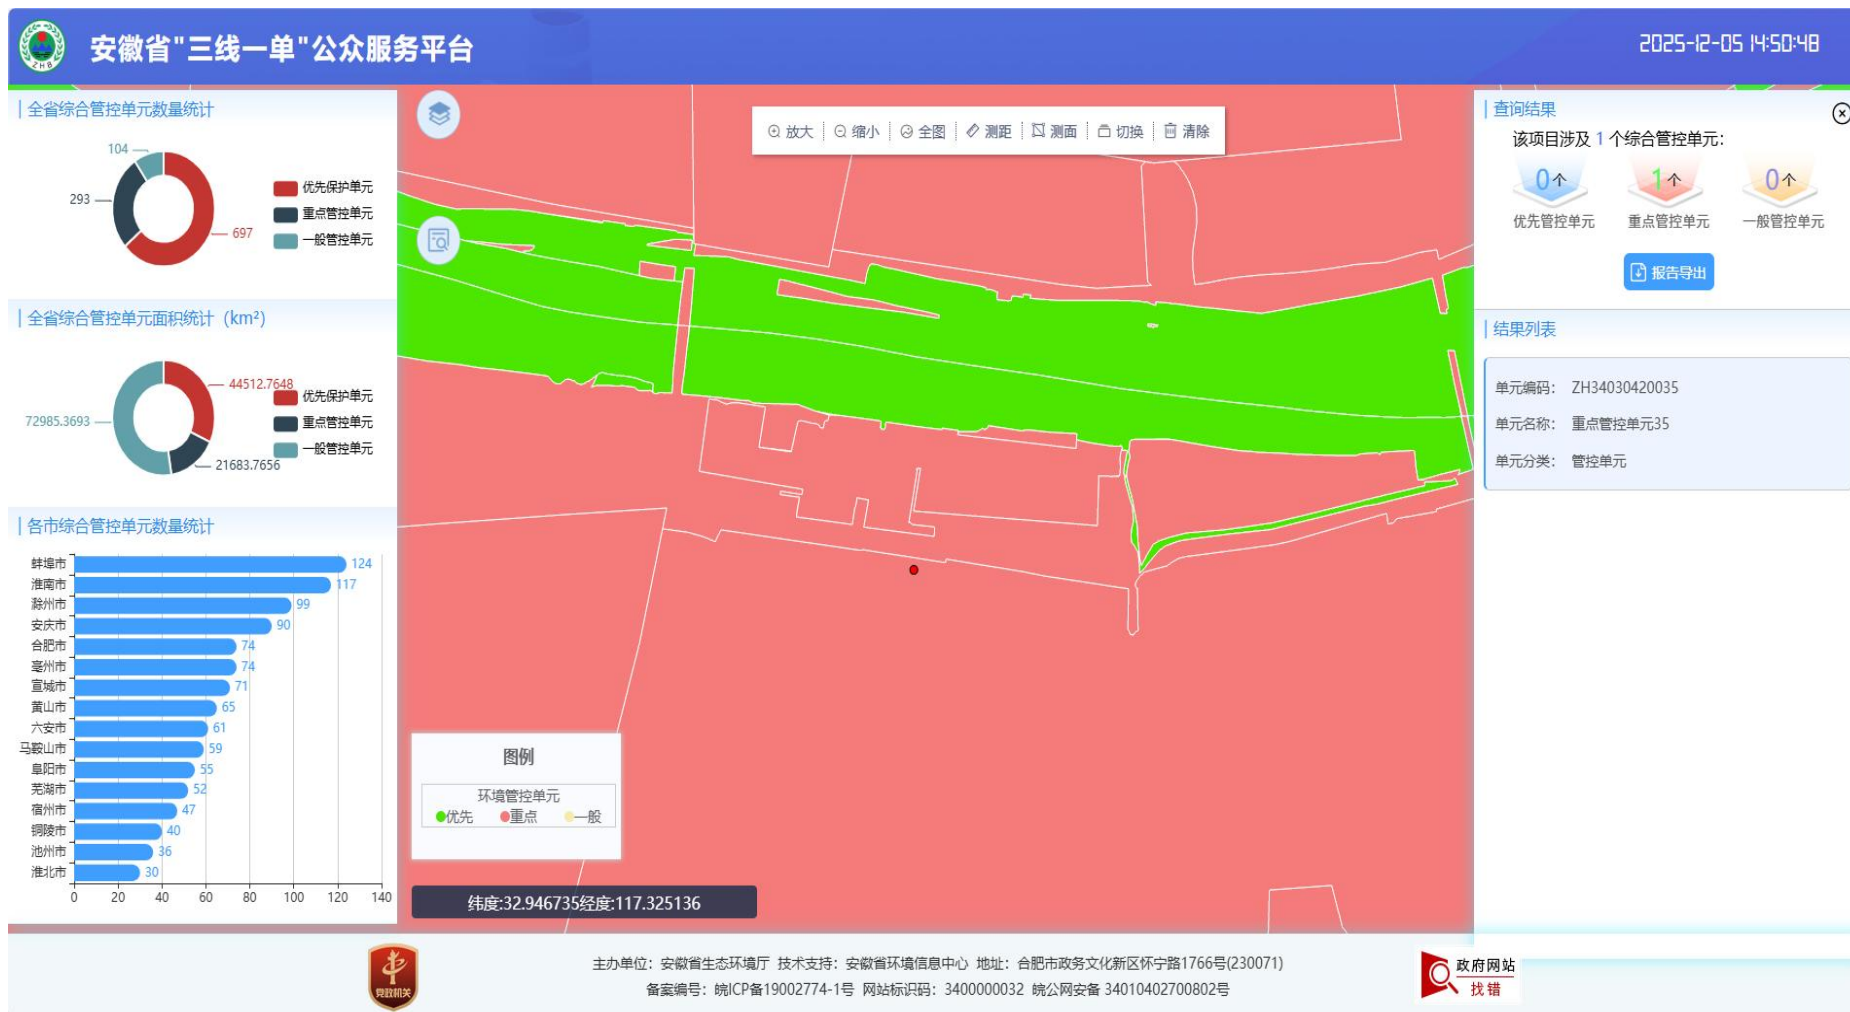 安徽省"三线一单"公众服务平台
2025-12-05 14:50:48
全省综合管控单元数量统计
104
293
697
优先保护单元
重点管控单元
一般管控单元
全省综合管控单元面积统计（km²）
44512.7648
72985.3693
21683.7656
优先保护单元
重点管控单元
一般管控单元
各市综合管控单元数量统计
蚌埠市 124
淮南市 117
滁州市 99
安庆市 90
合肥市 74
亳州市 74
宣城市 71
黄山市 65
六安市 61
马鞍山市 59
阜阳市 55
芜湖市 52
宿州市 47
铜陵市 40
池州市 36
淮北市 30
0 20 40 60 80 100 120 140
放大 缩小 全图 测距 测面 切换 清除
图例
环境管控单元
优先 重点 一般
纬度:32.946735经度:117.325136
查询结果
该项目涉及 1 个综合管控单元:
0个 1个 0个
优先管控单元 重点管控单元 一般管控单元
报告导出
结果列表
单元编码： ZH34030420035
单元名称： 重点管控单元35
单元分类： 管控单元
ZHB
党政机关
主办单位：安徽省生态环境厅 技术支持：安徽省环境信息中心 地址：合肥市政务文化新区怀宁路1766号(230071)
备案编号：皖ICP备19002774-1号 网站标识码：3400000032 皖公网安备 34010402700802号
政府网站
找错